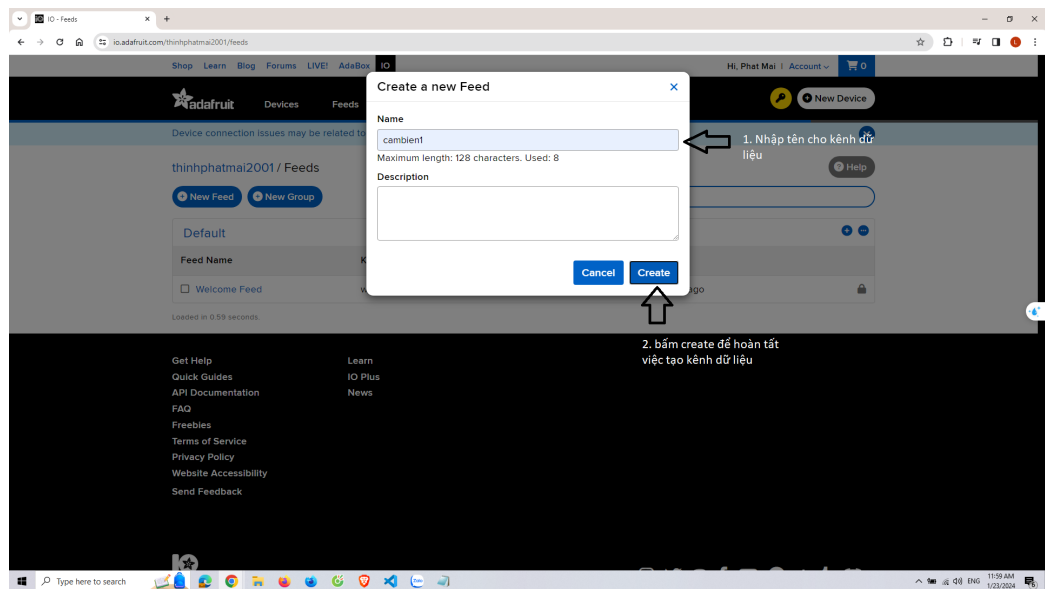 IO - Feeds
io.adafruit.com/thinhphatmai2001/feeds
Shop Learn Blog Forums LIVE! AdaBox IO
Hi, Phat Mai | Account 0
adafruit Devices Feeds
New Device
Device connection issues may be related to
Create a new Feed
Name
cambien1
Maximum length: 128 characters. Used: 8
Description
Cancel Create
1. Nhập tên cho kênh dữ
liệu
2. bấm create để hoàn tất
việc tạo kênh dữ liệu
thinhphatmai2001 / Feeds
Help
New Feed New Group
Default
Feed Name K
Welcome Feed w ago
Loaded in 0.59 seconds.
Get Help Learn
Quick Guides IO Plus
API Documentation News
FAQ
Freebies
Terms of Service
Privacy Policy
Website Accessibility
Send Feedback
IO
Type here to search
Zalo
ENG
11:59 AM
1/23/2024